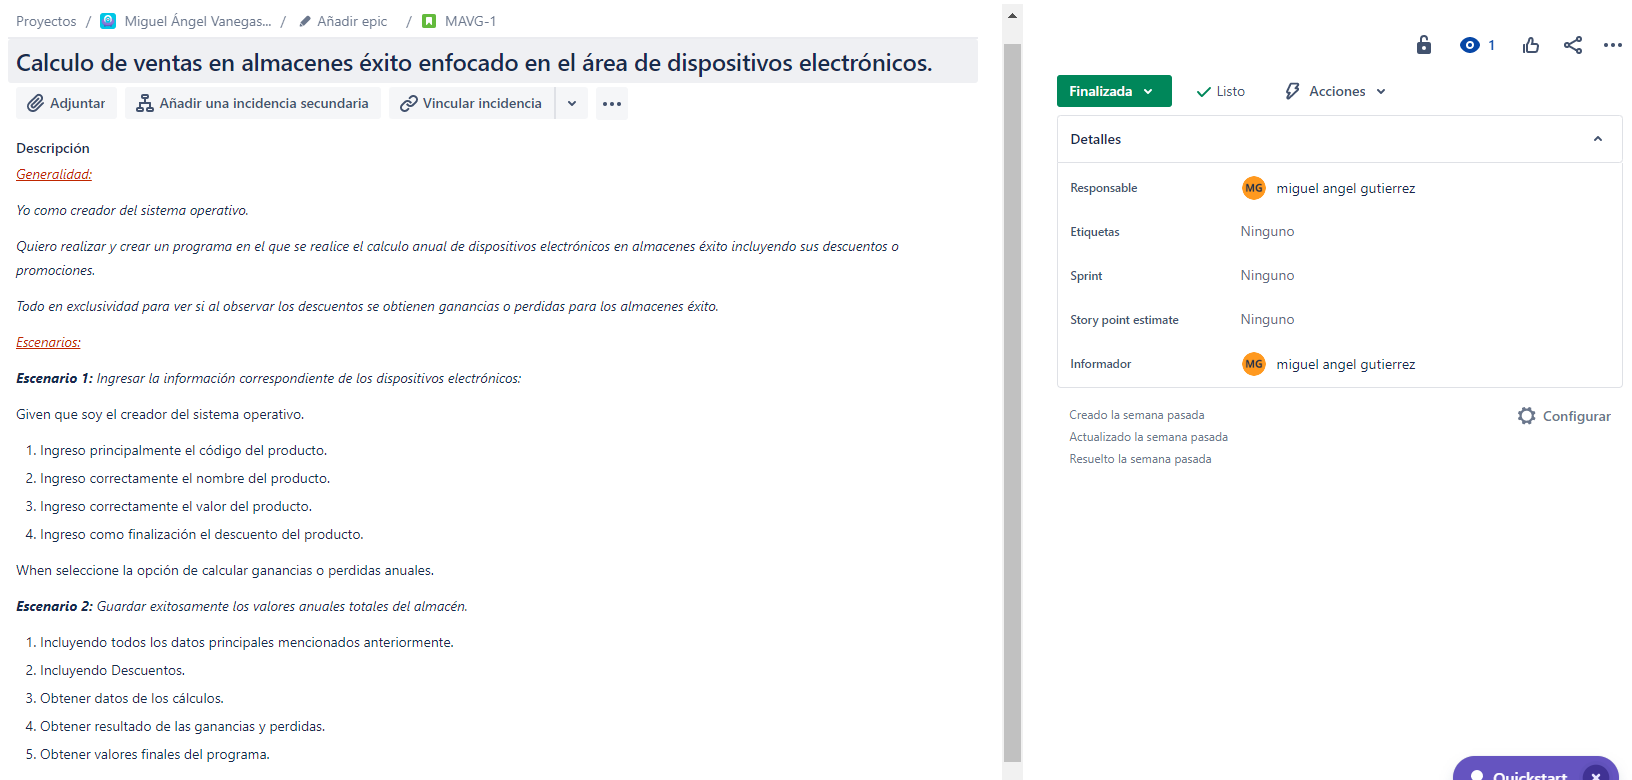 Proyectos / Miguel Ángel Vanegas... / Añadir epic / MAVG-1
Calculo de ventas en almacenes éxito enfocado en el área de dispositivos electrónicos.
Adjuntar Añadir una incidencia secundaria Vincular incidencia
Descripción
Generalidad:
Yo como creador del sistema operativo.
Quiero realizar y crear un programa en el que se realice el calculo anual de dispositivos electrónicos en almacenes éxito incluyendo sus descuentos o
promociones.
Todo en exclusividad para ver si al observar los descuentos se obtienen ganancias o perdidas para los almacenes éxito.
Escenarios:
Escenario 1: Ingresar la información correspondiente de los dispositivos electrónicos:
Given que soy el creador del sistema operativo.
1. Ingreso principalmente el código del producto.
2. Ingreso correctamente el nombre del producto.
3. Ingreso correctamente el valor del producto.
4. Ingreso como finalización el descuento del producto.
When seleccione la opción de calcular ganancias o perdidas anuales.
Escenario 2: Guardar exitosamente los valores anuales totales del almacén.
1. Incluyendo todos los datos principales mencionados anteriormente.
2. Incluyendo Descuentos.
3. Obtener datos de los cálculos.
4. Obtener resultado de las ganancias y perdidas.
5. Obtener valores finales del programa.
1
Finalizada Listo Acciones
Detalles
Responsable MG miguel angel gutierrez
Etiquetas Ninguno
Sprint Ninguno
Story point estimate Ninguno
Informador MG miguel angel gutierrez
Creado la semana pasada Configurar
Actualizado la semana pasada
Resuelto la semana pasada
Quickstart